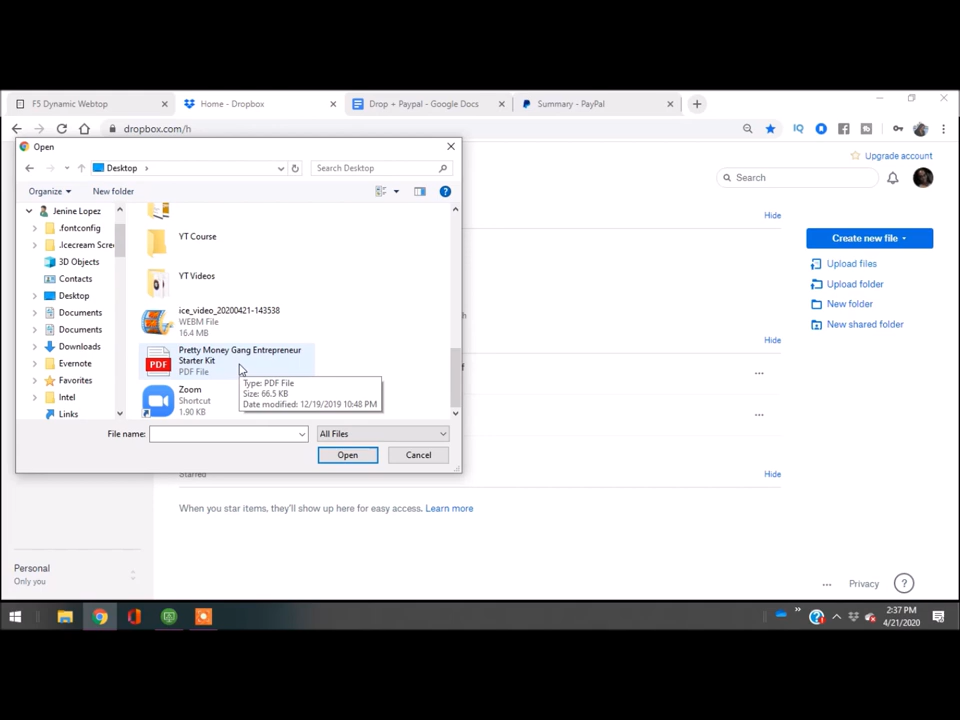 F5 Dynamic Webtop
Home - Dropbox
Drop + Paypal - Google Docs
Summary - PayPal
dropbox.com/h
IQ
Open
Desktop
Search Desktop
Organize
New folder
Jenine Lopez
.fontconfig
.Icecream Scre
3D Objects
Contacts
Desktop
Documents
Documents
Downloads
Evernote
Favorites
Intel
Links
YT Course
YT Videos
ice_video_20200421-143538
WEBM File
16.4 MB
PDF
Pretty Money Gang Entrepreneur
Starter Kit
PDF File
Type: PDF File
Size: 66.5 KB
Date modified: 12/19/2019 10:48 PM
Zoom
Shortcut
1.90 KB
File name:
All Files
Open
Cancel
Upgrade account
Search
Hide
Create new file
Upload files
Upload folder
New folder
New shared folder
Hide
Starred
Hide
When you star items, they'll show up here for easy access. Learn more
Personal
Only you
Privacy
2:37 PM
4/21/2020